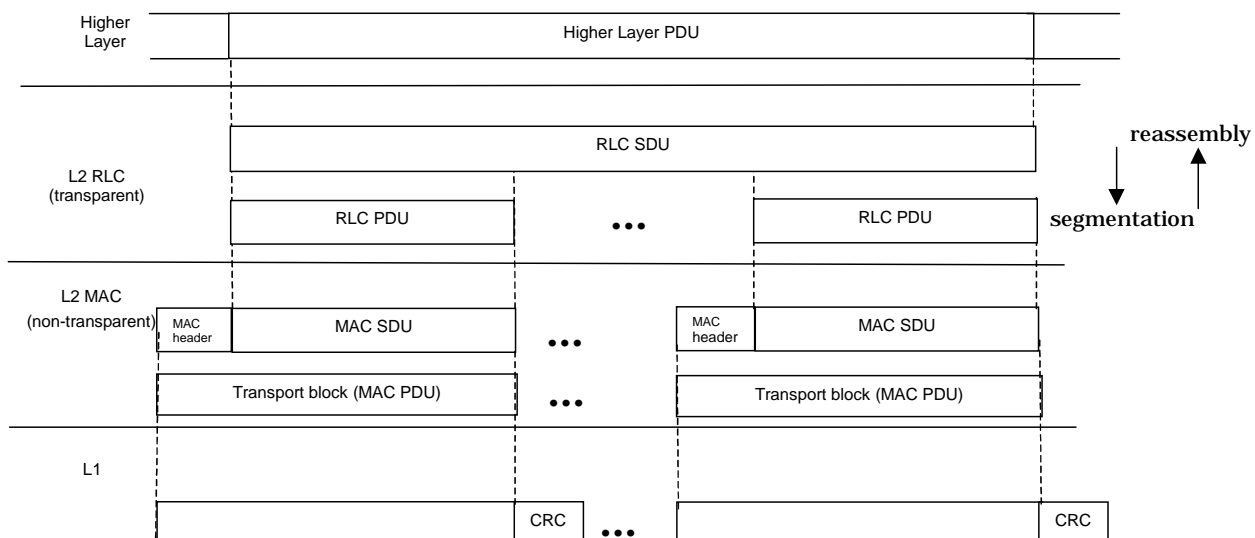 Higher
Layer
Higher Layer PDU
RLC SDU
reassembly
L2 RLC
(transparent)
RLC PDU
•••
RLC PDU
segmentation
L2 MAC
(non-transparent)
MAC
header
MAC SDU
•••
MAC
header
MAC SDU
Transport block (MAC PDU)
•••
Transport block (MAC PDU)
L1
CRC
•••
CRC